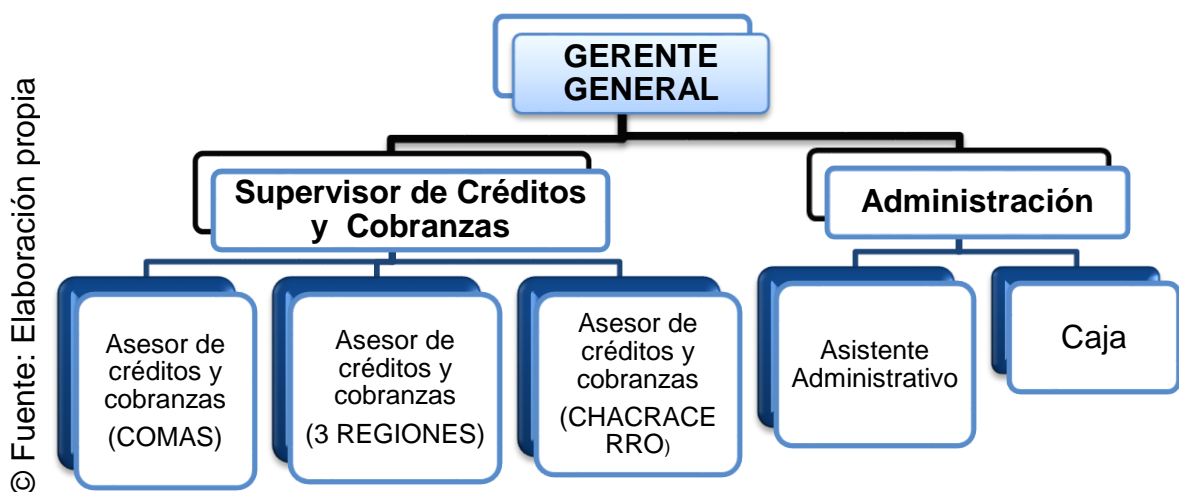 GERENTE
GENERAL
Supervisor de Créditos
y Cobranzas
Administración
Asesor de
créditos y
cobranzas
(COMAS)
Asesor de
créditos y
cobranzas
(3 REGIONES)
Asesor de
créditos y
cobranzas
(CHACRACE
RRO)
Asistente
Administrativo
Caja
© Fuente: Elaboración propia